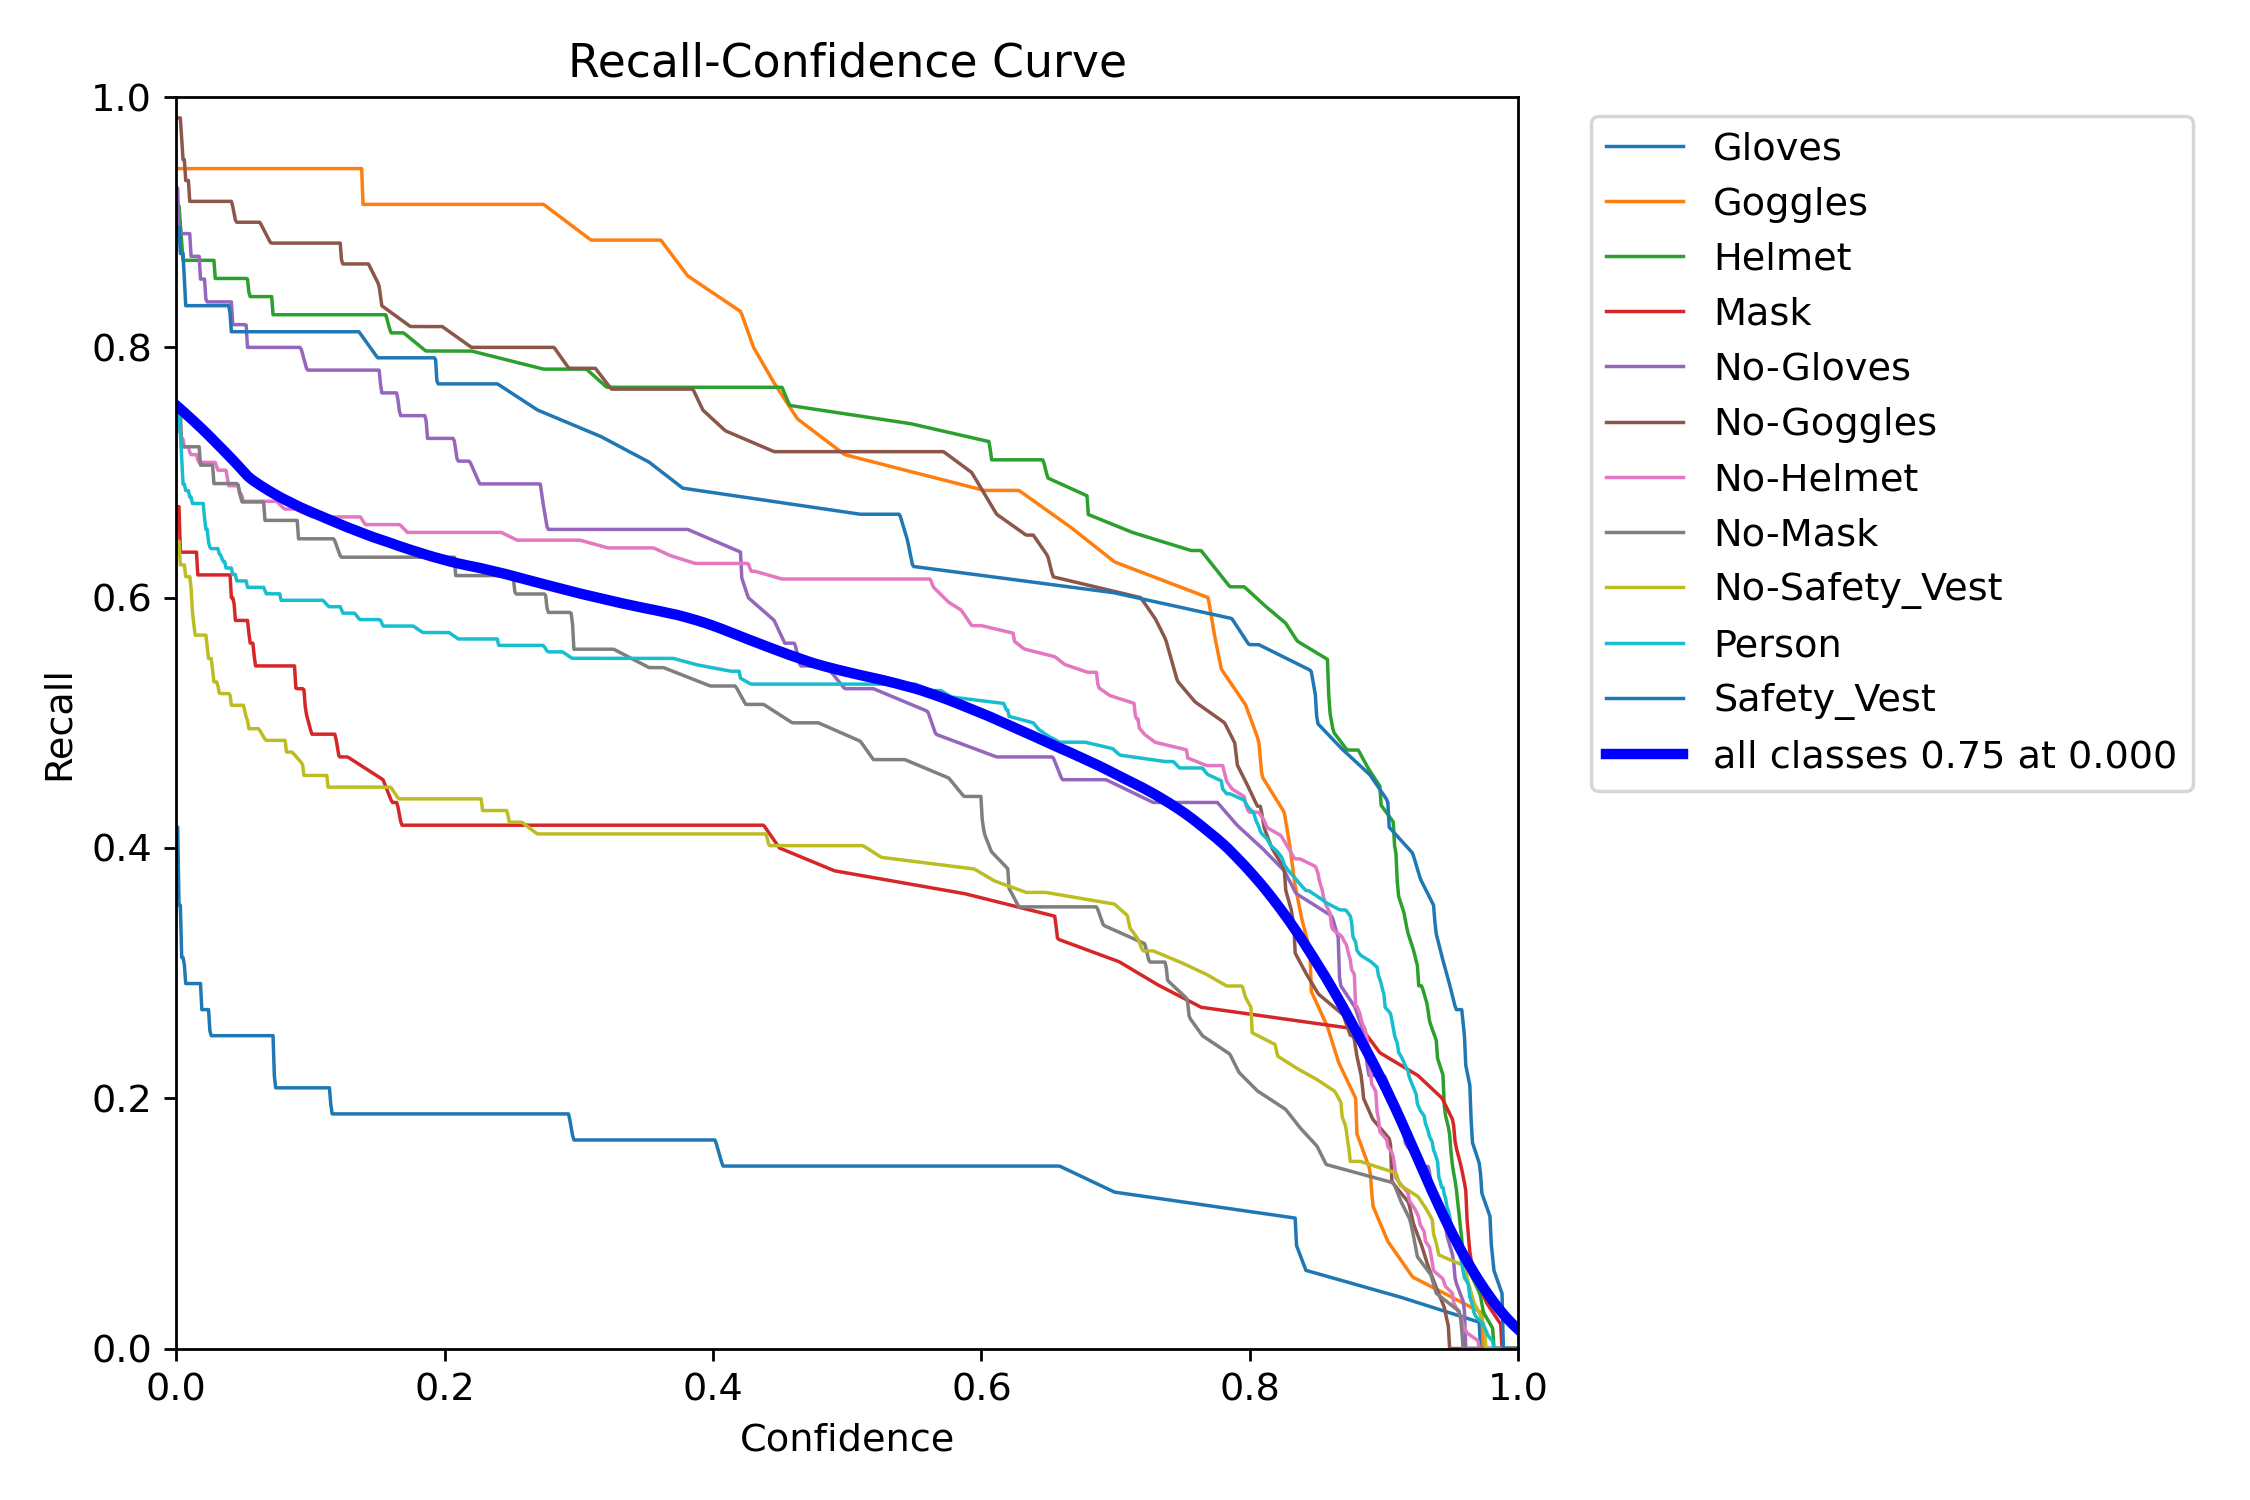 Recall-Confidence Curve
1.0
0.8
0.6
0.4
0.2
0.0
Recall
0.0 0.2 0.4 0.6 0.8 1.0
Confidence
Gloves
Goggles
Helmet
Mask
No-Gloves
No-Goggles
No-Helmet
No-Mask
No-Safety_Vest
Person
Safety_Vest
all classes 0.75 at 0.000